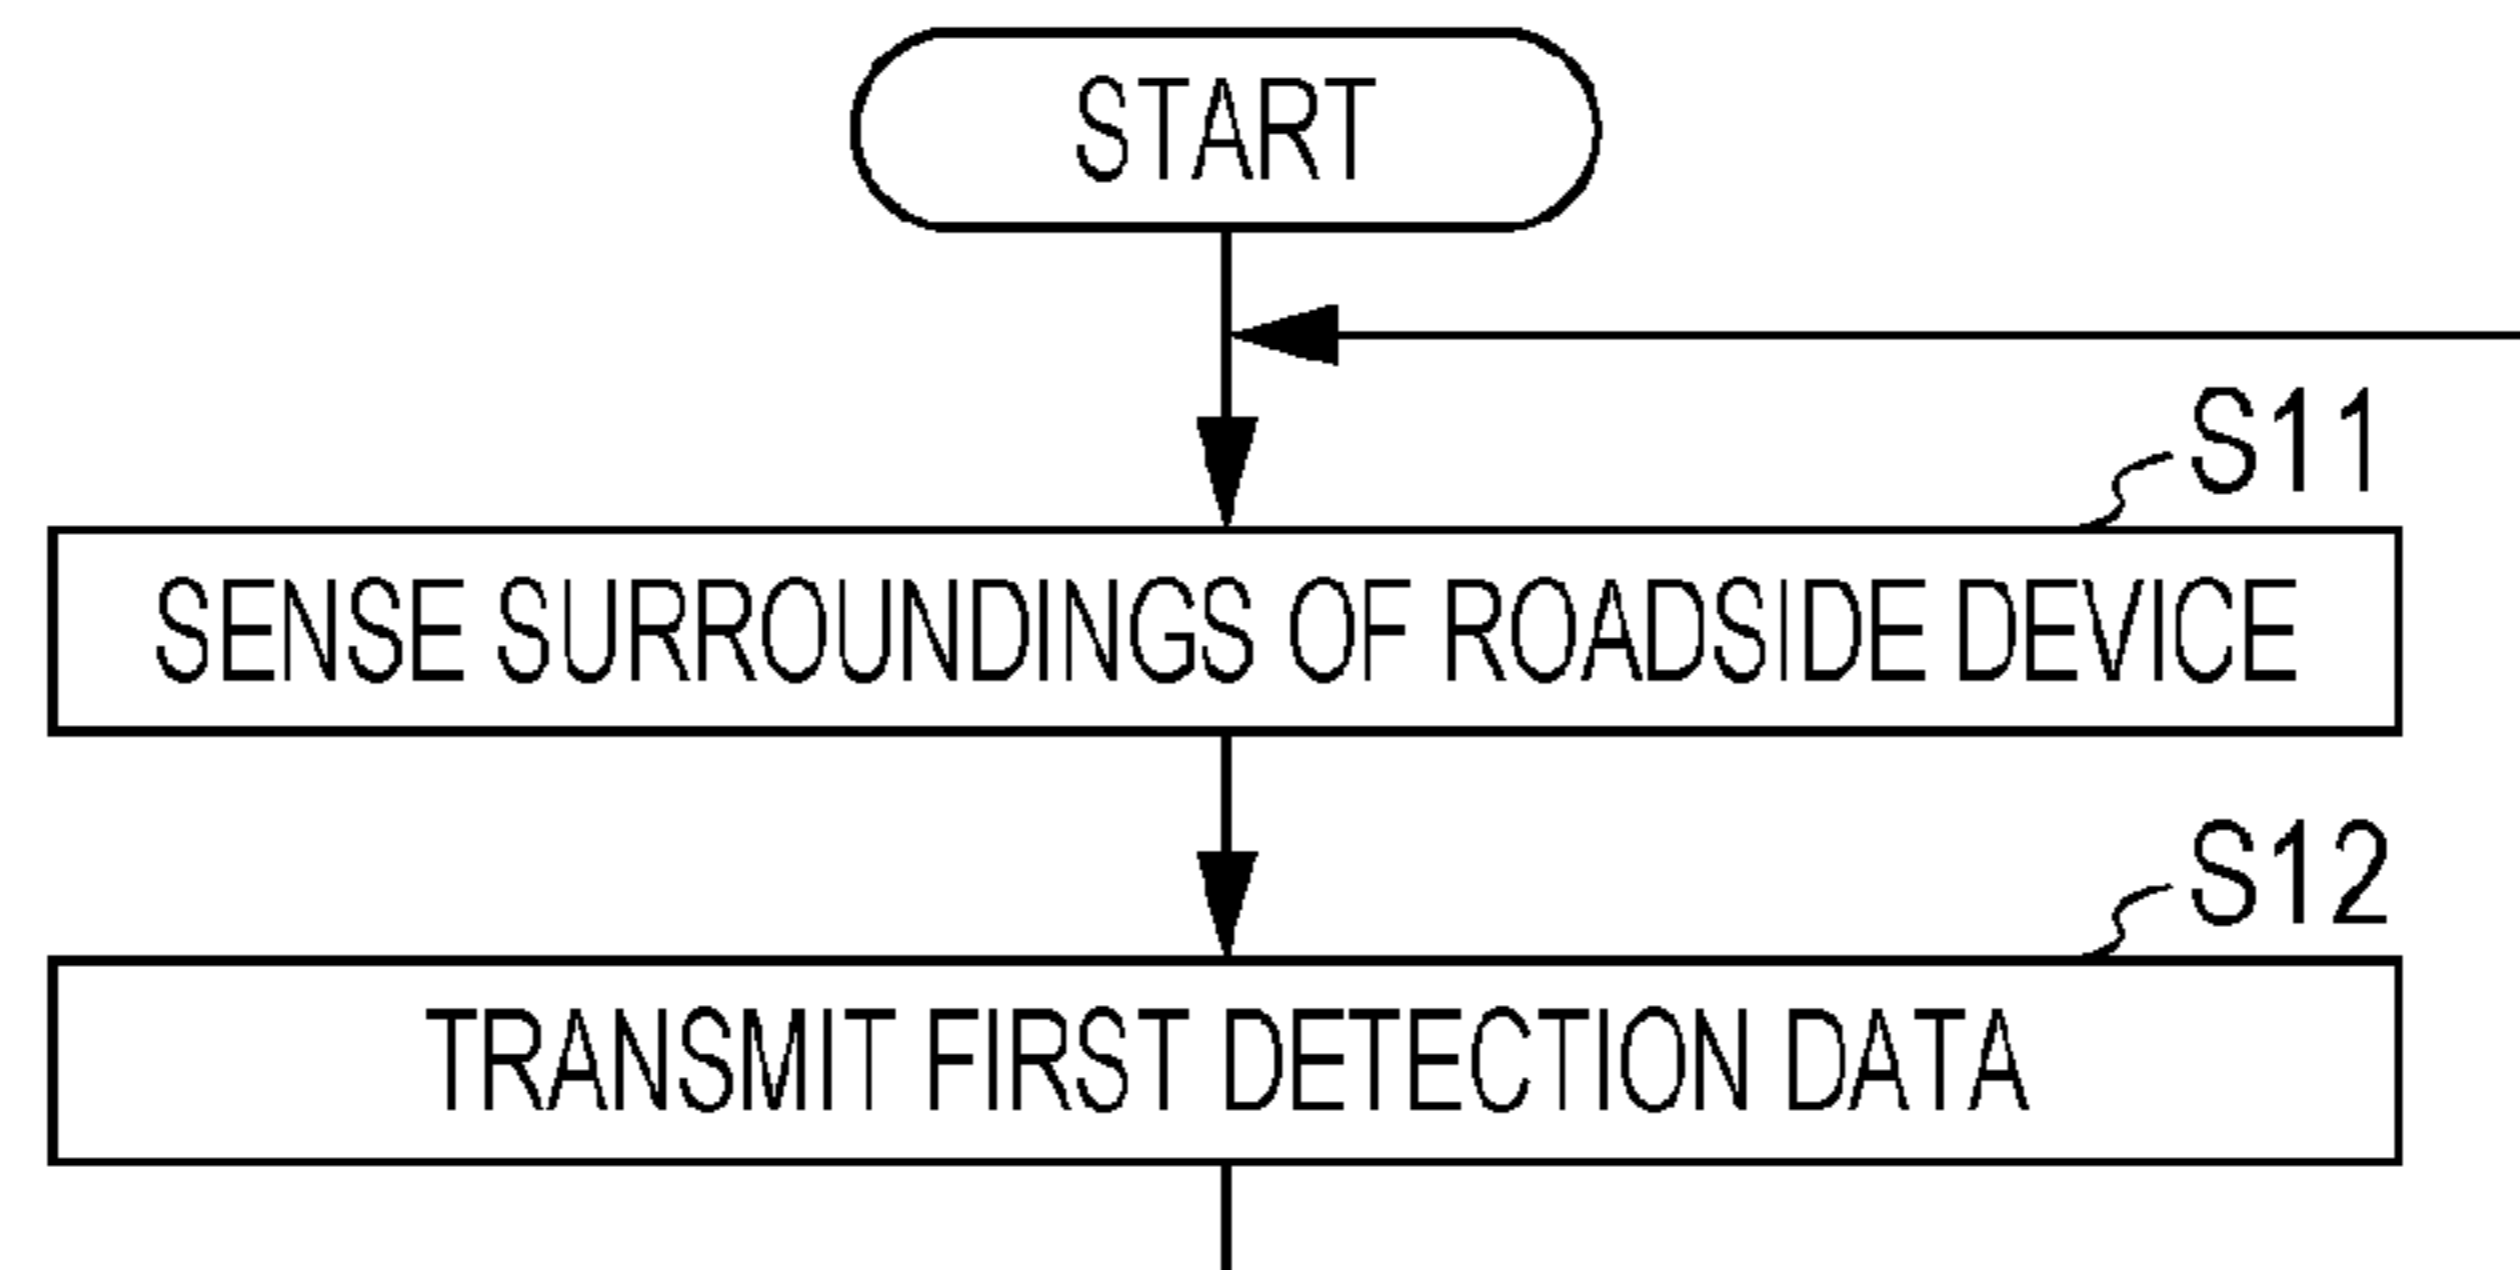 START
S11
SENSE SURROUNDINGS OF ROADSIDE DEVICE
S12
TRANSMIT FIRST DETECTION DATA